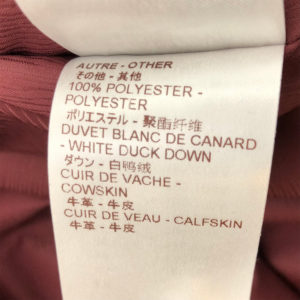 AUTRE - OTHER
その他 - 其他
100% POLYESTER -
POLYESTER
ポリエステル - 聚酯纤维
DUVET BLANC DE CANARD
- WHITE DUCK DOWN
ダウン - 白鸭绒
CUIR DE VACHE -
COWSKIN
牛革 - 牛皮
CUIR DE VEAU - CALFSKIN
牛革 - 牛皮